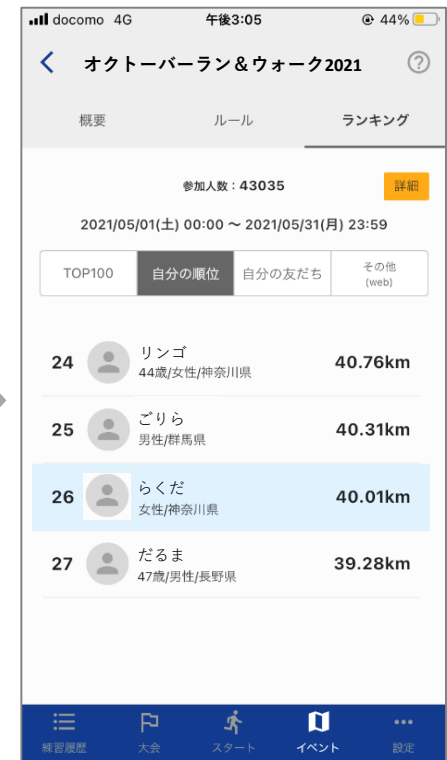 docomo 4G 午後3:05 44%
オクトーバーラン＆ウォーク2021 ?
概要 ルール ランキング
参加人数：43035 詳細
2021/05/01(土) 00:00 〜 2021/05/31(月) 23:59
TOP100 自分の順位 自分の友だち その他
(web)
24 リンゴ 40.76km
44歳/女性/神奈川県
25 ごりら 40.31km
男性/群馬県
26 らくだ 40.01km
女性/神奈川県
27 だるま 39.28km
47歳/男性/長野県
練習履歴 大会 スタート イベント 設定